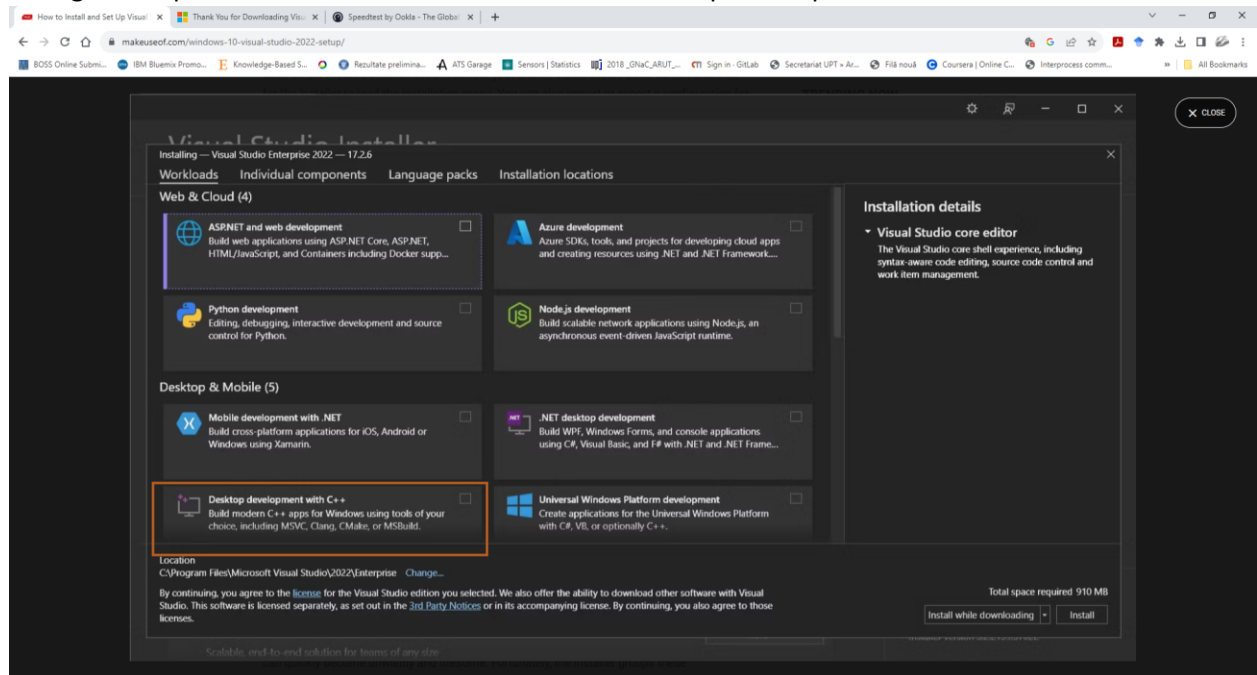 How to Install and Set Up Visual
Thank You for Downloading Visu
Speedtest by Ookla - The Global
makeuseof.com/windows-10-visual-studio-2022-setup/
BOSS Online Submi...
IBM Bluemix Promo...
Knowledge-Based S...
Rezultate prelimina...
ATS Garage
Sensors | Statistics
2018 _GNaC_ARUT_...
Sign in · GitLab
Secretariat UPT » Ar...
Filă nouă
Coursera | Online C...
Interprocess comm...
»
All Bookmarks
X CLOSE
Visual Studio Installer
Installing — Visual Studio Enterprise 2022 — 17.2.6
Workloads Individual components Language packs Installation locations
Web & Cloud (4)
ASP.NET and web development
Build web applications using ASP.NET Core, ASP.NET,
HTML/JavaScript, and Containers including Docker supp...
Azure development
Azure SDKs, tools, and projects for developing cloud apps
and creating resources using .NET and .NET Framework....
Python development
Editing, debugging, interactive development and source
control for Python.
Node.js development
Build scalable network applications using Node.js, an
asynchronous event-driven JavaScript runtime.
Desktop & Mobile (5)
Mobile development with .NET
Build cross-platform applications for iOS, Android or
Windows using Xamarin.
.NET desktop development
Build WPF, Windows Forms, and console applications
using C#, Visual Basic, and F# with .NET and .NET Frame...
Desktop development with C++
Build modern C++ apps for Windows using tools of your
choice, including MSVC, Clang, CMake, or MSBuild.
Universal Windows Platform development
Create applications for the Universal Windows Platform
with C#, VB, or optionally C++.
Installation details
Visual Studio core editor
The Visual Studio core shell experience, including
syntax-aware code editing, source code control and
work item management.
Location
C:\Program Files\Microsoft Visual Studio\2022\Enterprise Change...
By continuing, you agree to the license for the Visual Studio edition you selected. We also offer the ability to download other software with Visual
Studio. This software is licensed separately, as set out in the 3rd Party Notices or in its accompanying license. By continuing, you also agree to those
licenses.
Total space required 910 MB
Install while downloading
Install
Scalable, end-to-end solution for teams of any size